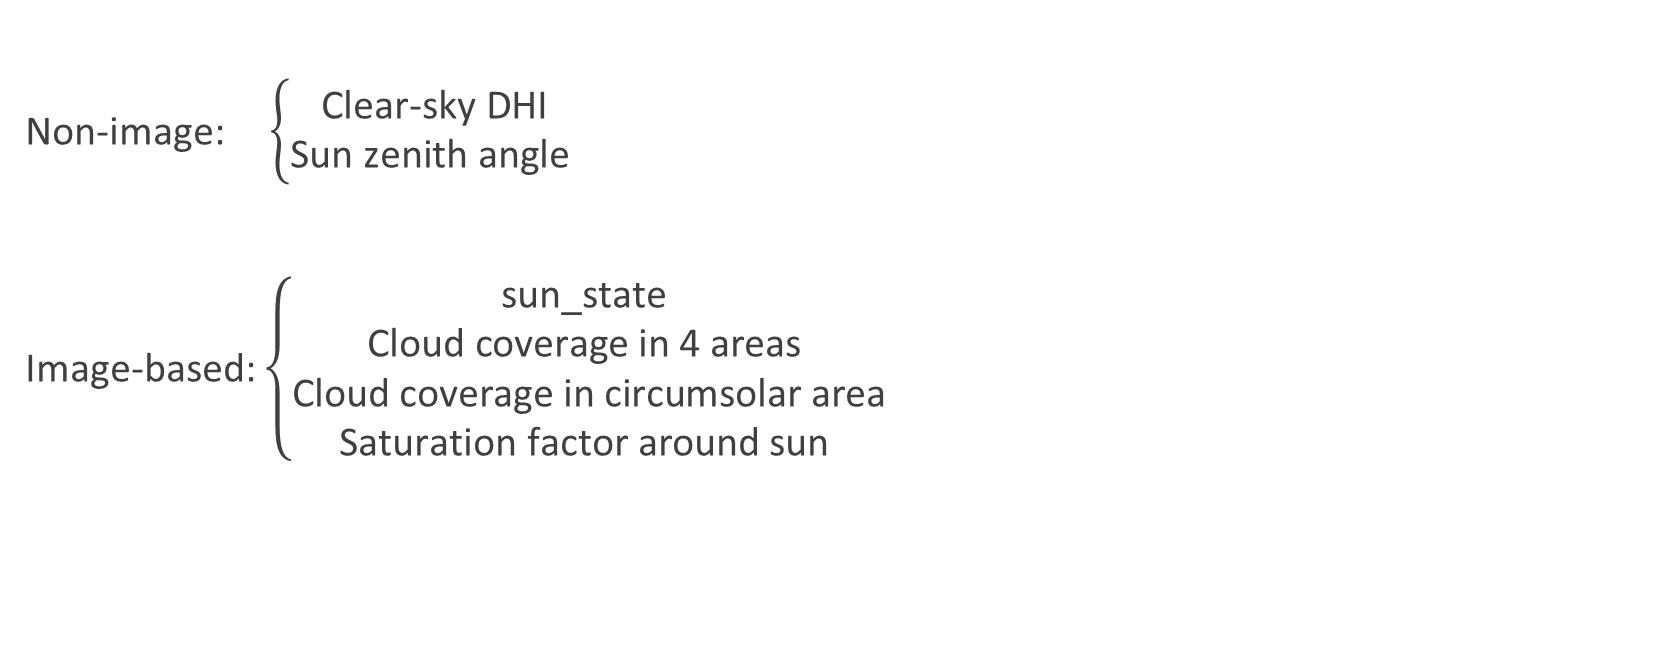 Non-image:
Clear-sky DHI
Sun zenith angle
Image-based:
sun_state
Cloud coverage in 4 areas
Cloud coverage in circumsolar area
Saturation factor around sun